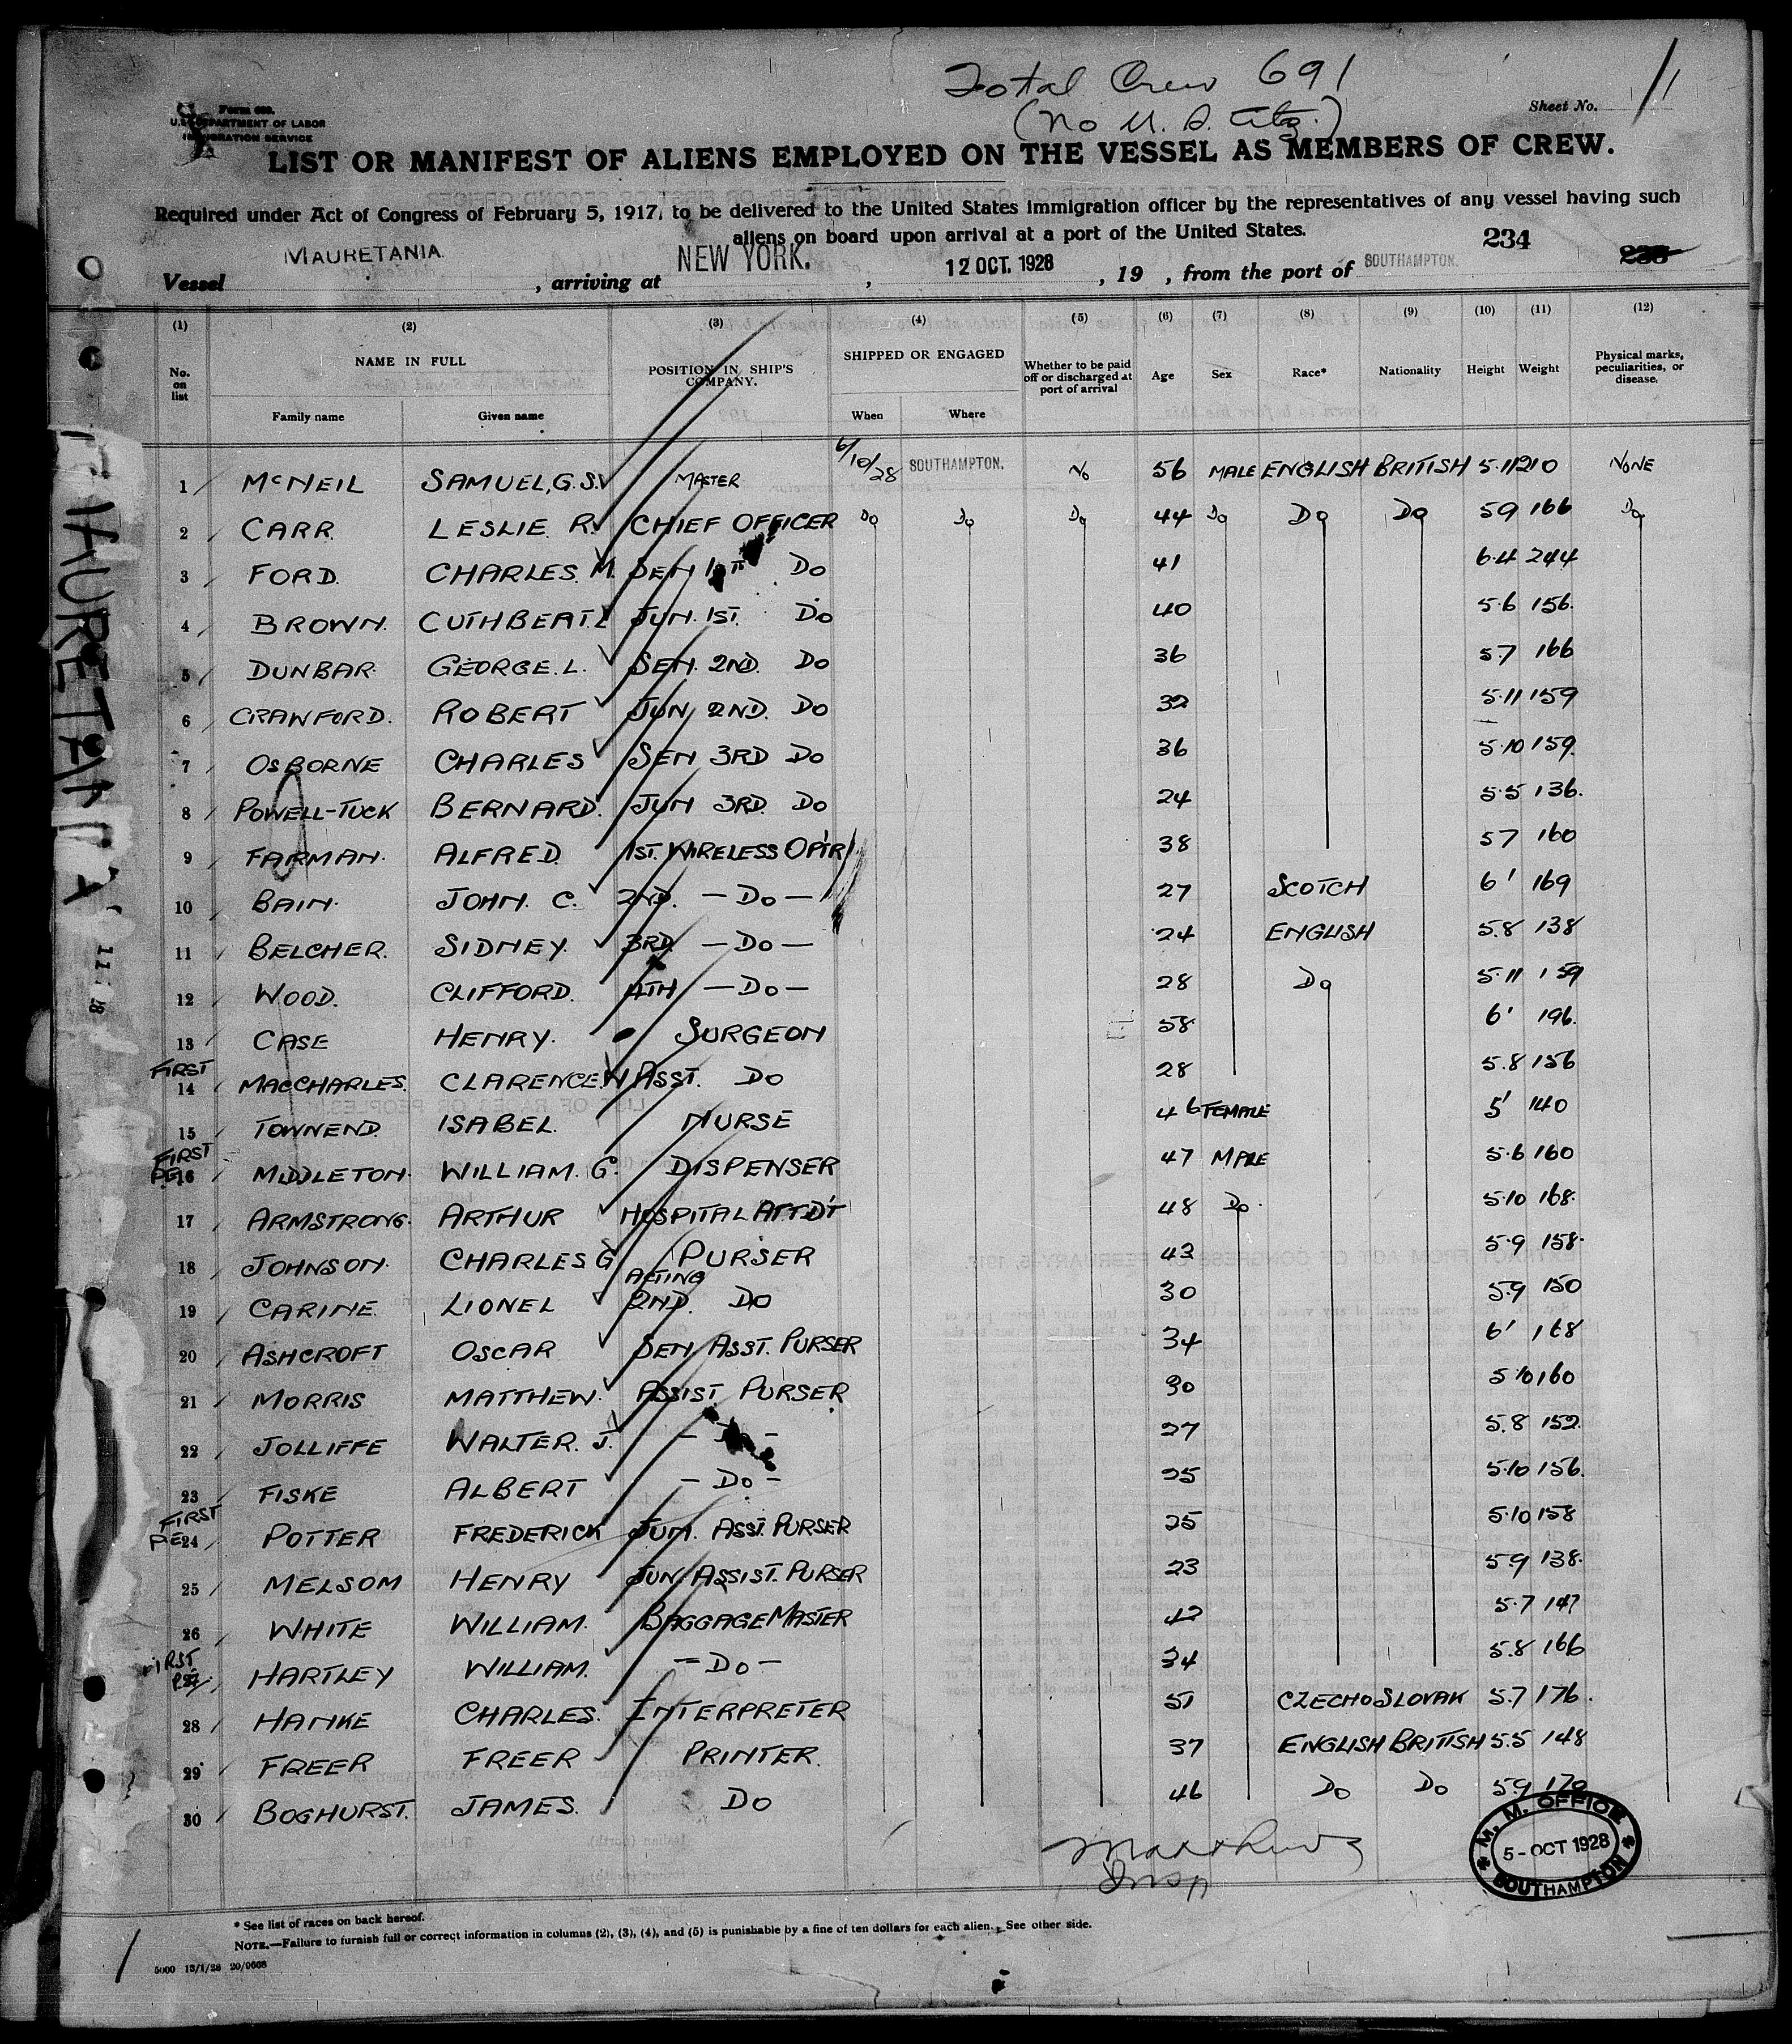 Total Crew 691
(No U. S. Citz.)
Sheet No. 1
Form 680.
U. S. DEPARTMENT OF LABOR
IMMIGRATION SERVICE
LIST OR MANIFEST OF ALIENS EMPLOYED ON THE VESSEL AS MEMBERS OF CREW.
Required under Act of Congress of February 5, 1917, to be delivered to the United States immigration officer by the representatives of any vessel having such
aliens on board upon arrival at a port of the United States.
234
Vessel MAURETANIA , arriving at NEW YORK. , 12 OCT. 1928 , 19 , from the port of SOUTHAMPTON.
(1) (2) (3) (4) (5) (6) (7) (8) (9) (10) (11) (12)
No. on list NAME IN FULL Family name Given name POSITION IN SHIP'S COMPANY. SHIPPED OR ENGAGED When Where Whether to be paid off or discharged at port of arrival Age Sex Race* Nationality Height Weight Physical marks, peculiarities, or disease.
1 McNEIL SAMUEL, G.S. MASTER 6/10/28 SOUTHAMPTON. No 56 MALE ENGLISH BRITISH 5.11 210 NONE
2 CARR. LESLIE. R. CHIEF OFFICER Do Do Do 44 Do Do Do 5 9 166 Do
3 FORD. CHARLES. M. SEN 1ST Do 41 6.4 244
4 BROWN. CUTHBERT. JUN. 1ST. Do 40 5.6 156.
5 DUNBAR. GEORGE. L. SEN. 2ND. Do 36 5.7 166
6 CRAWFORD. ROBERT JUN. 2ND. Do 32 5.11 159
7 OSBORNE CHARLES SEN 3RD Do 36 5.10 159.
8 POWELL-TUCK BERNARD. JUN 3RD. Do 24 5.5 136.
9 FARMAN. ALFRED. 1ST. WIRELESS OP'TR 38 5 7 160
10 BAIN. JOHN. C. 2ND. — Do — 27 SCOTCH 6' 169
11 BELCHER. SIDNEY. 3RD. — Do — 24 ENGLISH 5.8 138
12 WOOD. CLIFFORD. 4TH — Do — 28 Do 5.11 159
13 CASE HENRY. SURGEON 58 6' 196.
FIRST
14 MACCHARLES. CLARENCE. W ASST. Do 28 5.8 156
15 TOWNEND. ISABEL. NURSE 46 FEMALE 5' 140
FIRST
16 MIDDLETON. WILLIAM. G. DISPENSER 47 MALE 5.6 160
17 ARMSTRONG. ARTHUR HOSPITAL ATT'DT 48 Do. 5.10 168.
18 JOHNSON. CHARLES G PURSER 43 5.9 158.
19 CARINE. LIONEL ACTING 2ND. Do 30 5.9 150
20 ASHCROFT OSCAR SEN ASST. PURSER 34 6' 168
21 MORRIS MATTHEW. ASSIST PURSER 30 5 10 160
22 JOLLIFFE WALTER. J. - Do - 27 5.8 152.
23 FISKE ALBERT - Do - 25 5.10 156.
FIRST
24 POTTER FREDERICK JUN. ASST. PURSER 25 5.10 158
25 MELSOM HENRY JUN. ASSIST. PURSER 23 5 9 138.
26 WHITE WILLIAM. BAGGAGE MASTER 42 5.7 147
FIRST
HARTLEY WILLIAM. - Do - 34 5.8 166
28 HANKE CHARLES. INTERPRETER 51 CZECHOSLOVAK 5.7 176.
29 FREER FREER PRINTER. 37 ENGLISH BRITISH 5.5 148
30 BOGHURST. JAMES. Do 46 Do Do 5.9 170
Matthews
Insp
M. M. OFFICE
5 - OCT 1928
SOUTHAMPTON
* See list of races on back hereof.
NOTE.—Failure to furnish full or correct information in columns (2), (3), (4), and (5) is punishable by a fine of ten dollars for each alien. See other side.
5000 13/1/28 20/9668
MAURETANIA